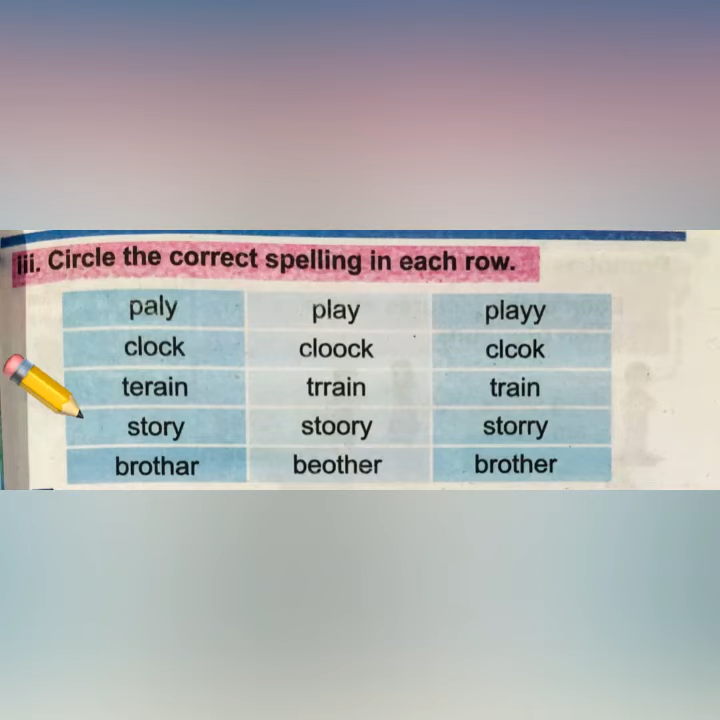 iii. Circle the correct spelling in each row.
paly play playy
clock cloock clcok
terain trrain train
story stoory storry
brothar beother brother